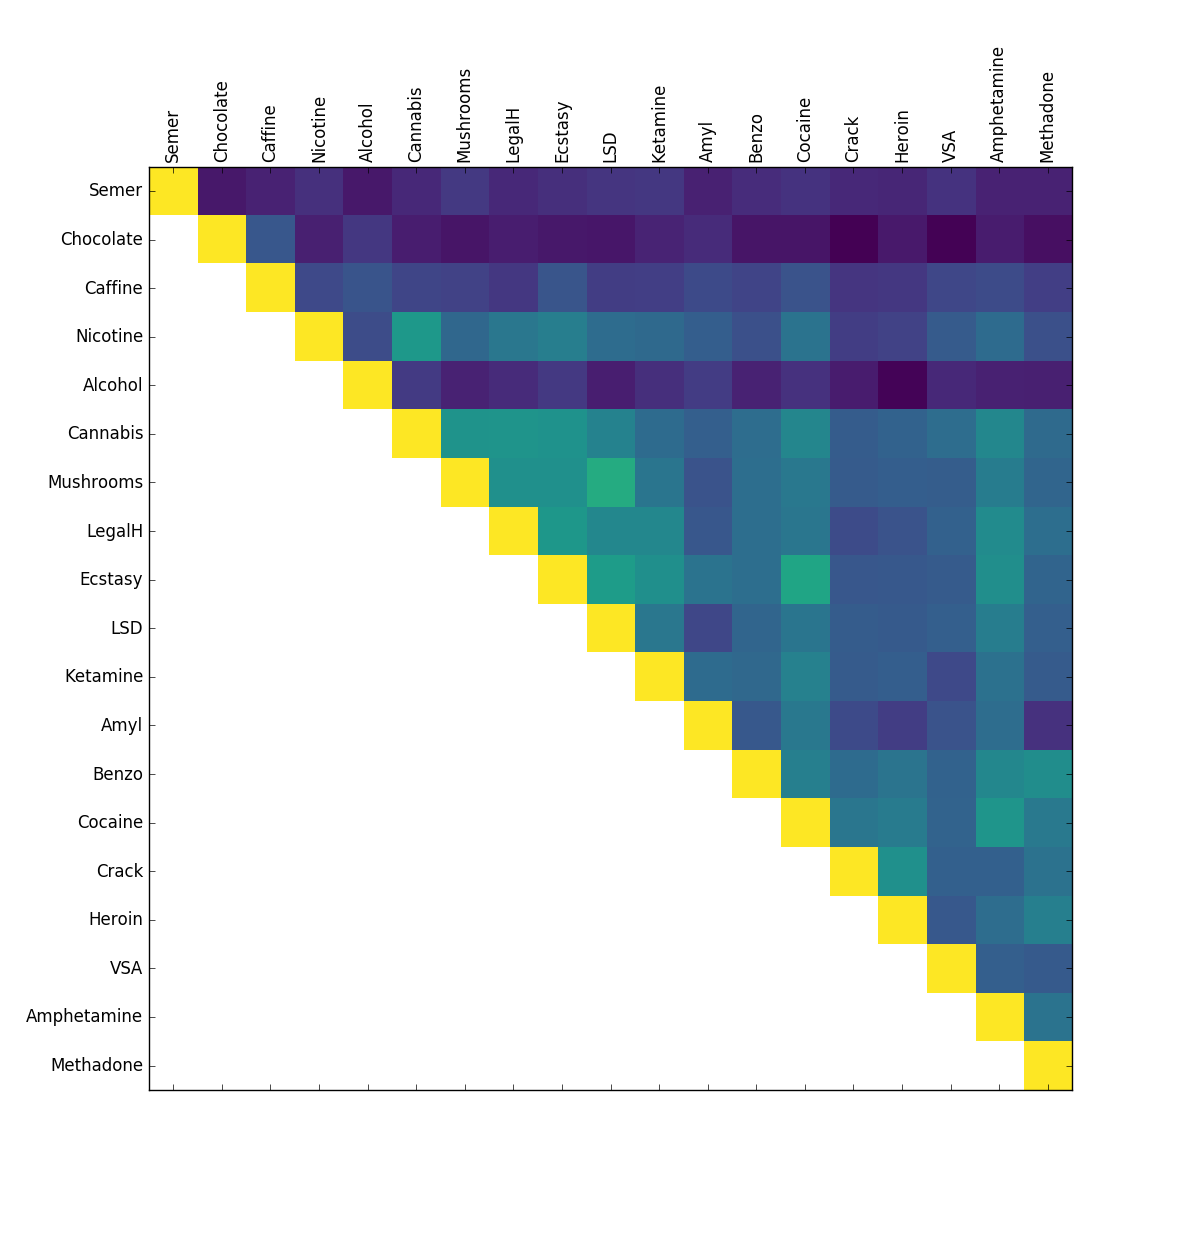 Semer
Chocolate
Caffine
Nicotine
Alcohol
Cannabis
Mushrooms
LegalH
Ecstasy
LSD
Ketamine
Amyl
Benzo
Cocaine
Crack
Heroin
VSA
Amphetamine
Methadone
Semer
Chocolate
Caffine
Nicotine
Alcohol
Cannabis
Mushrooms
LegalH
Ecstasy
LSD
Ketamine
Amyl
Benzo
Cocaine
Crack
Heroin
VSA
Amphetamine
Methadone